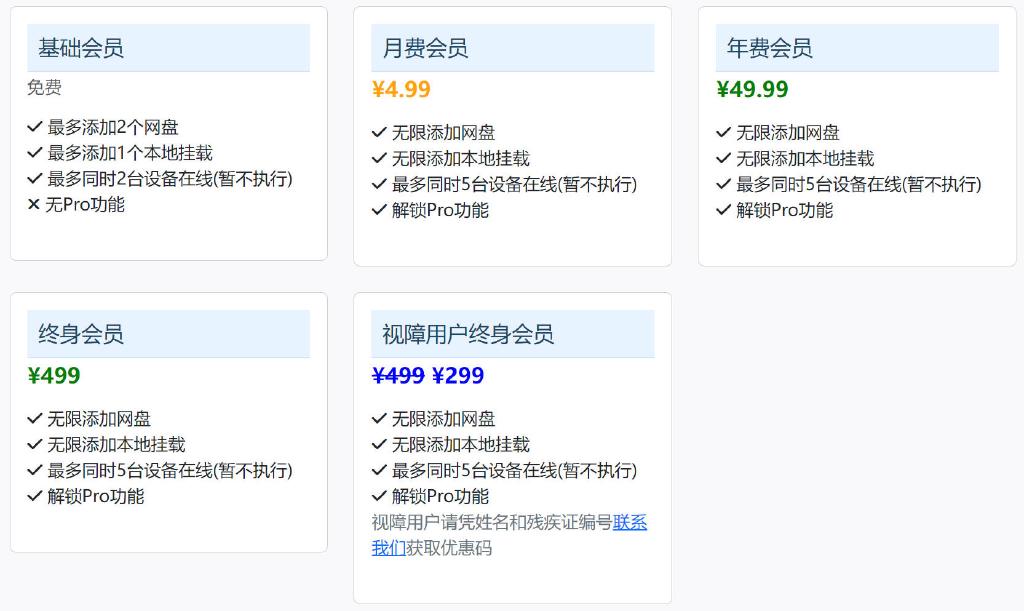 基础会员
免费
✓ 最多添加2个网盘
✓ 最多添加1个本地挂载
✓ 最多同时2台设备在线(暂不执行)
✕ 无Pro功能
月费会员
¥4.99
✓ 无限添加网盘
✓ 无限添加本地挂载
✓ 最多同时5台设备在线(暂不执行)
✓ 解锁Pro功能
年费会员
¥49.99
✓ 无限添加网盘
✓ 无限添加本地挂载
✓ 最多同时5台设备在线(暂不执行)
✓ 解锁Pro功能
终身会员
¥499
✓ 无限添加网盘
✓ 无限添加本地挂载
✓ 最多同时5台设备在线(暂不执行)
✓ 解锁Pro功能
视障用户终身会员
¥499 ¥299
✓ 无限添加网盘
✓ 无限添加本地挂载
✓ 最多同时5台设备在线(暂不执行)
✓ 解锁Pro功能
视障用户请凭姓名和残疾证编号联系
我们获取优惠码